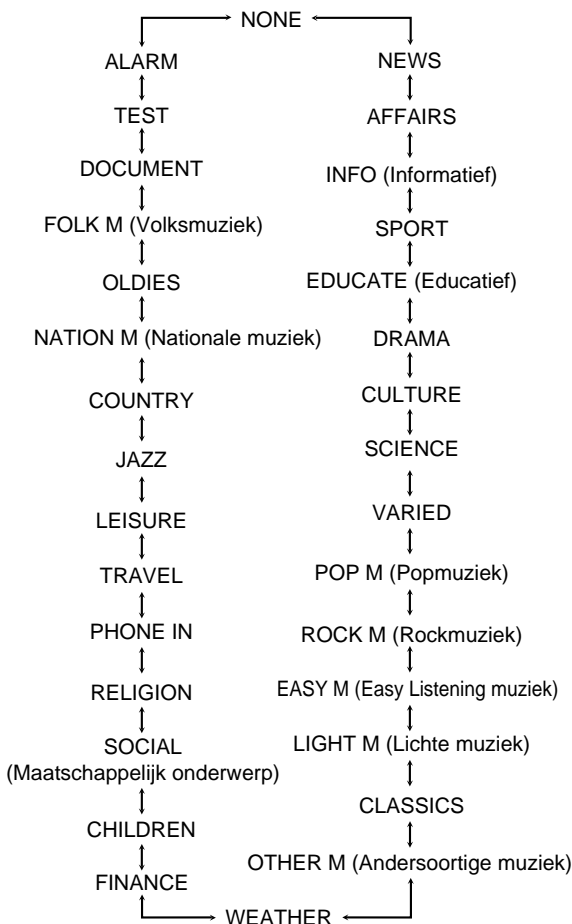 NONE
ALARM
TEST
DOCUMENT
FOLK M (Volksmuziek)
OLDIES
NATION M (Nationale muziek)
COUNTRY
JAZZ
LEISURE
TRAVEL
PHONE IN
RELIGION
SOCIAL
(Maatschappelijk onderwerp)
CHILDREN
FINANCE
NEWS
AFFAIRS
INFO (Informatief)
SPORT
EDUCATE (Educatief)
DRAMA
CULTURE
SCIENCE
VARIED
POP M (Popmuziek)
ROCK M (Rockmuziek)
EASY M (Easy Listening muziek)
LIGHT M (Lichte muziek)
CLASSICS
OTHER M (Andersoortige muziek)
WEATHER